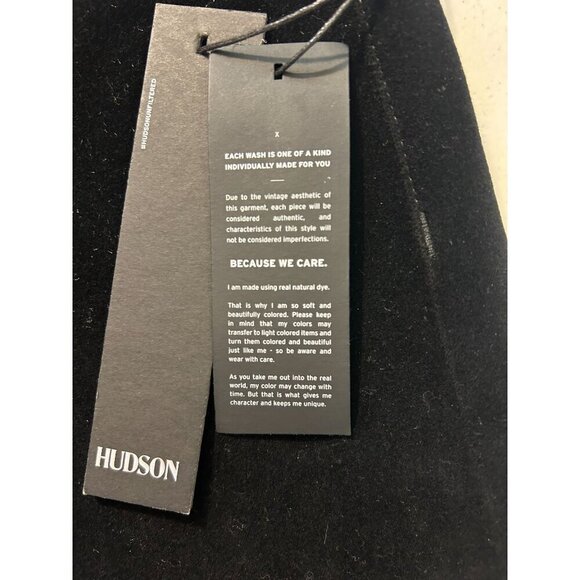 #HUDSONUNFILTERED
HUDSON
X
EACH WASH IS ONE OF A KIND
INDIVIDUALLY MADE FOR YOU
Due to the vintage aesthetic of
this garment, each piece will be
considered authentic, and
characteristics of this style will
not be considered imperfections.
BECAUSE WE CARE.
I am made using real natural dye.
That is why I am so soft and
beautifully colored. Please keep
in mind that my colors may
transfer to light colored items and
turn them colored and beautiful
just like me - so be aware and
wear with care.
As you take me out into the real
world, my color may change with
time. But that is what gives me
character and keeps me unique.